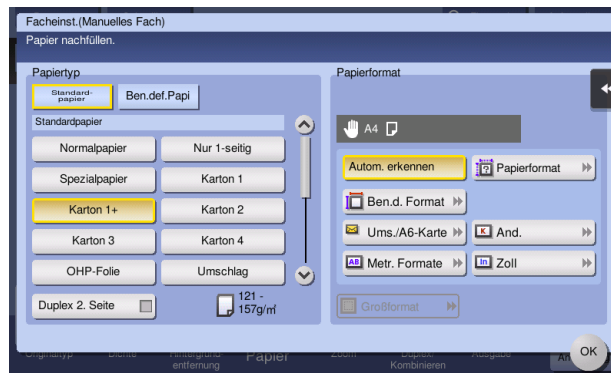 Facheinst.(Manuelles Fach)
Papier nachfüllen.
Papiertyp
Standard-
papier
Ben.def.Papi
Standardpapier
Normalpapier
Nur 1-seitig
Spezialpapier
Karton 1
Karton 1+
Karton 2
Karton 3
Karton 4
OHP-Folie
Umschlag
Duplex 2. Seite
121 -
157g/㎡
Papierformat
A4
Autom. erkennen
Papierformat
Ben.d. Format
Ums./A6-Karte
And.
Metr. Formate
Zoll
Großformat
Originaltyp
Dichte
Hintergrund-
entfernung
Papier
Zoom
Duplex/
Kombinieren
Ausgabe
OK